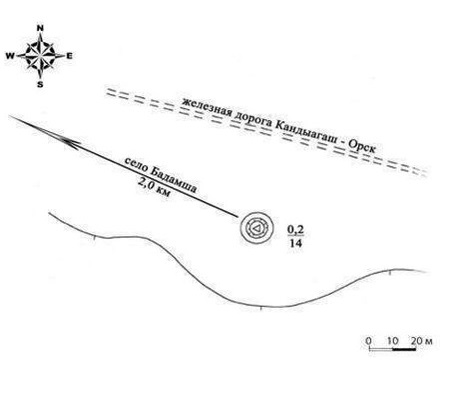 N
W E
S
железная дорога Кандыагаш - Орск
село Бадамша
2,0 км
0,2
14
0 10 20 м